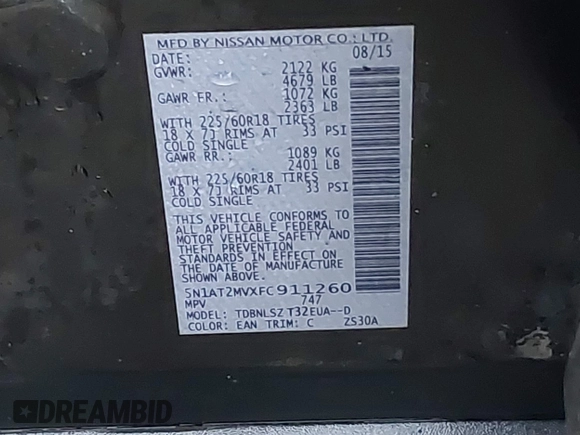 MFD BY NISSAN MOTOR CO.; LTD.
DATE: 08/15
GVWR: 2122 KG
4679 LB
GAWR FR.: 1072 KG
2363 LB
WITH 225/60R18 TIRES
18 X 7J RIMS AT 33 PSI
COLD SINGLE
GAWR RR.: 1089 KG
2401 LB
WITH 225/60R18 TIRES
18 X 7J RIMS AT 33 PSI
COLD SINGLE
THIS VEHICLE CONFORMS TO
ALL APPLICABLE FEDERAL
MOTOR VEHICLE SAFETY AND
THEFT PREVENTION
STANDARDS IN EFFECT ON THE
DATE OF MANUFACTURE
SHOWN ABOVE.
5N1AT2MVXFC911260
MPV 747
MODEL: TDBNLSZ T32EUA--D
COLOR: EAN TRIM: C ZS30A
DREAMBID